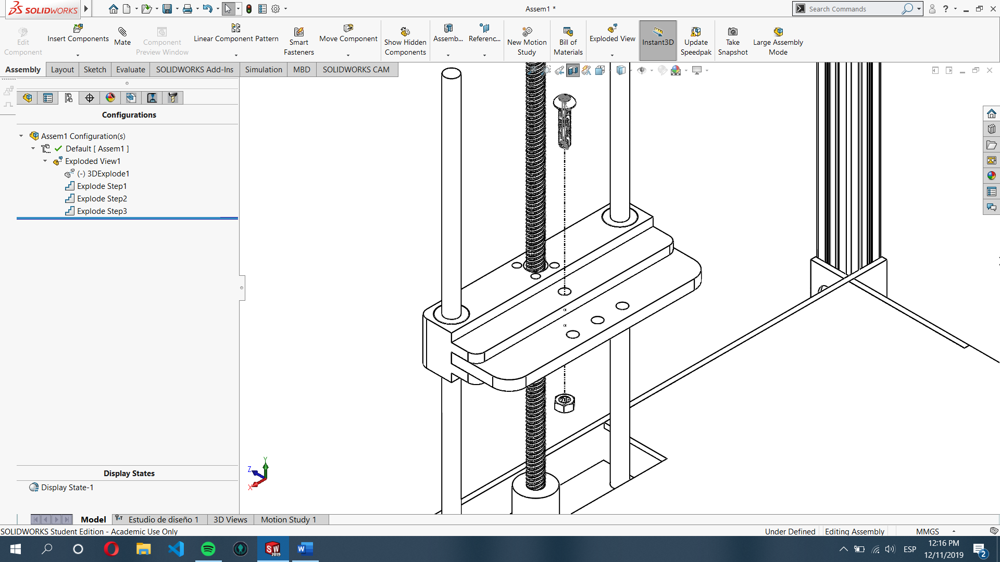 SOLIDWORKS
Assem1 *
Search Commands
?
Edit Component
Insert Components
Mate
Component Preview Window
Linear Component Pattern
Smart Fasteners
Move Component
Show Hidden Components
Assemb...
Referenc...
New Motion Study
Bill of Materials
Exploded View
Instant3D
Update Speedpak
Take Snapshot
Large Assembly Mode
Assembly
Layout
Sketch
Evaluate
SOLIDWORKS Add-Ins
Simulation
MBD
SOLIDWORKS CAM
Configurations
Assem1 Configuration(s)
Default [ Assem1 ]
Exploded View1
(-) 3DExplode1
Explode Step1
Explode Step2
Explode Step3
Display States
Display State-1
Y
Z
X
Model
Estudio de diseño 1
3D Views
Motion Study 1
SOLIDWORKS Student Edition - Academic Use Only
Under Defined
Editing Assembly
MMGS
SW 2019
W
ESP
12:16 PM
12/11/2019
2